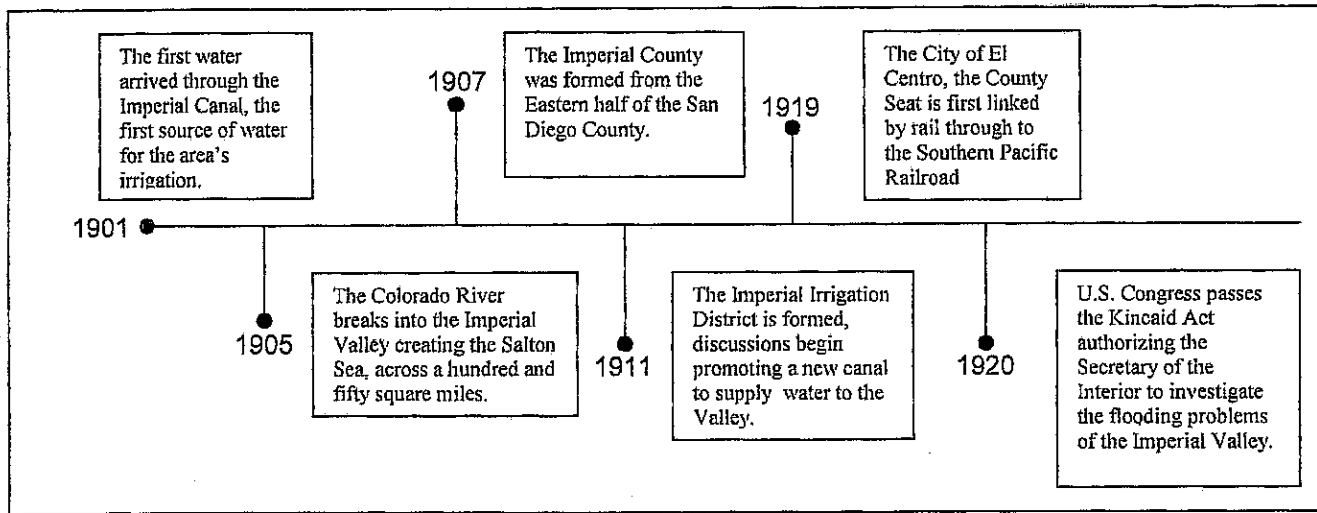 1901
The first water
arrived through the
Imperial Canal, the
first source of water
for the area's
irrigation.
1905
The Colorado River
breaks into the Imperial
Valley creating the Salton
Sea, across a hundred and
fifty square miles.
1907
The Imperial County
was formed from the
Eastern half of the San
Diego County.
1911
The Imperial Irrigation
District is formed,
discussions begin
promoting a new canal
to supply water to the
Valley.
1919
The City of El
Centro, the County
Seat is first linked
by rail through to
the Southern Pacific
Railroad
1920
U.S. Congress passes
the Kincaid Act
authorizing the
Secretary of the
Interior to investigate
the flooding problems
of the Imperial Valley.